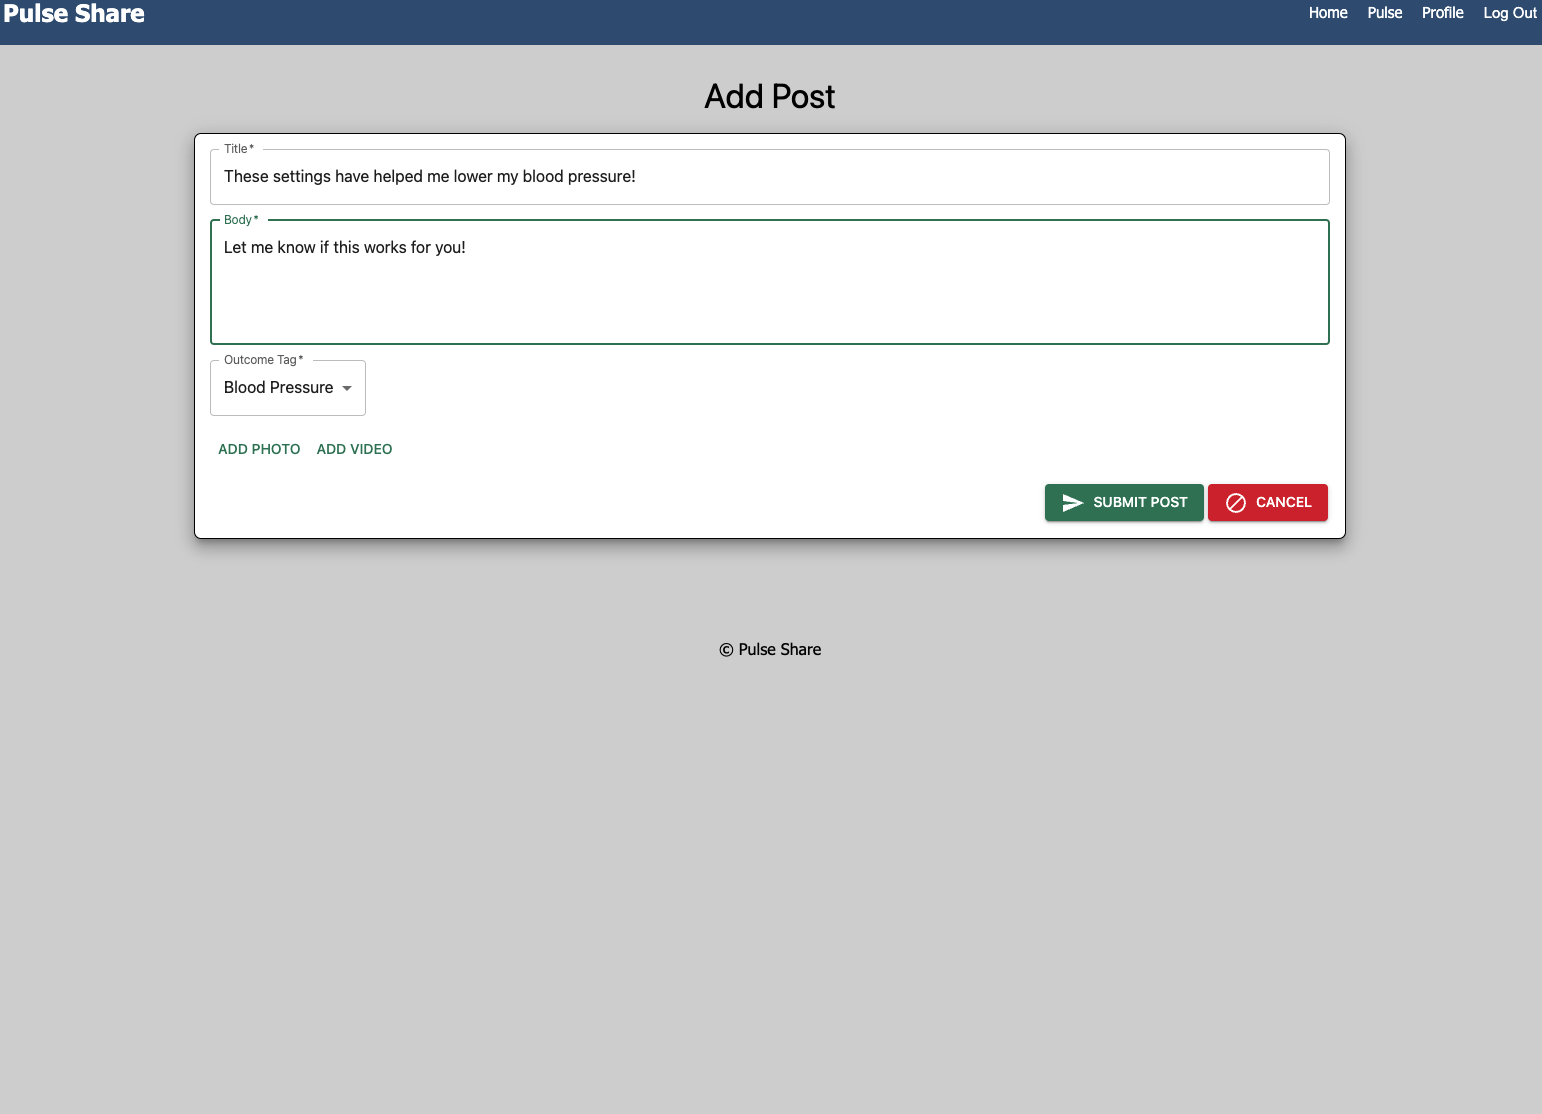 Pulse Share
Home Pulse Profile Log Out
Add Post
Title*
These settings have helped me lower my blood pressure!
Body*
Let me know if this works for you!
Outcome Tag*
Blood Pressure
ADD PHOTO ADD VIDEO
SUBMIT POST CANCEL
© Pulse Share